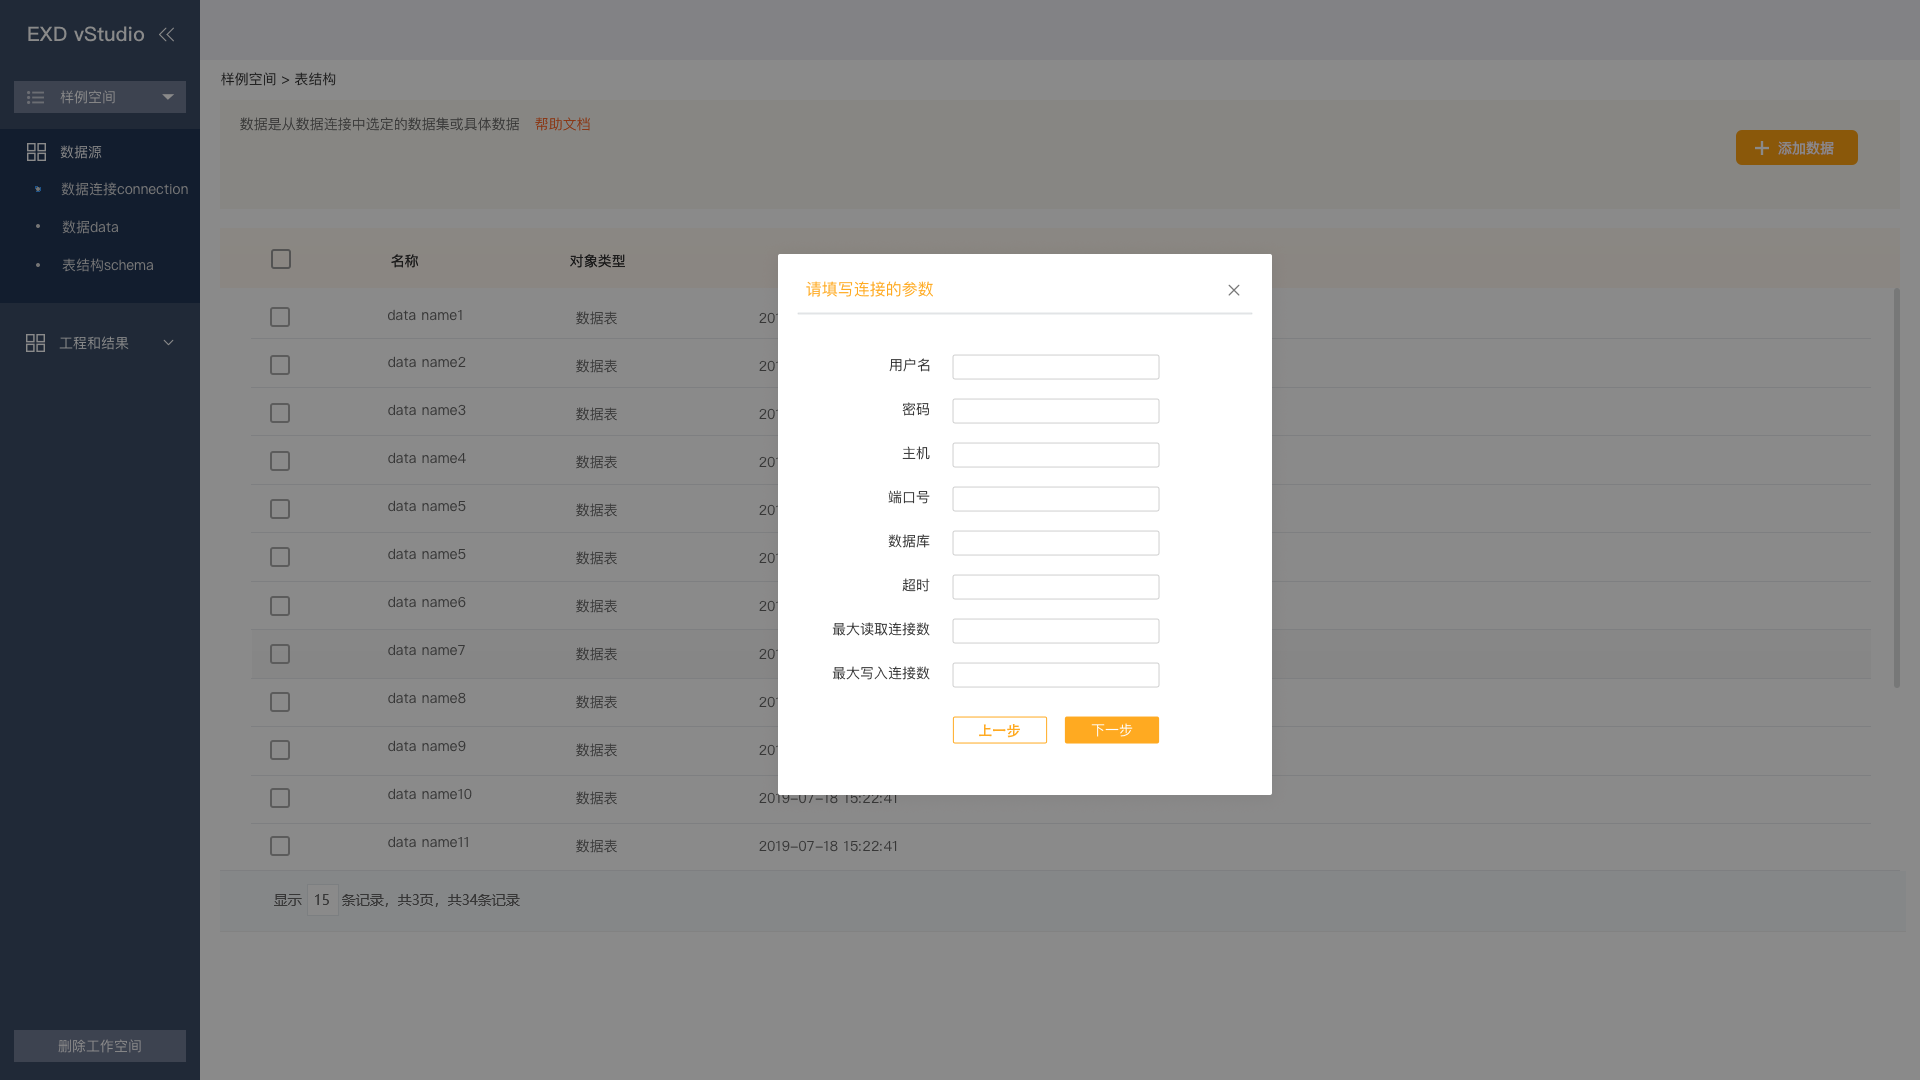 EXD vStudio
样例空间
数据源
数据连接connection
数据data
表结构schema
工程和结果
删除工作空间
样例空间 > 表结构
数据是从数据连接中选定的数据集或具体数据 帮助文档
添加数据
名称 对象类型
data name1 数据表 201
data name2 数据表 201
data name3 数据表 201
data name4 数据表 201
data name5 数据表 201
data name5 数据表 201
data name6 数据表 201
data name7 数据表 201
data name8 数据表 201
data name9 数据表 201
data name10 数据表 2019-07-18 15:22:41
data name11 数据表 2019-07-18 15:22:41
显示 15 条记录，共3页，共34条记录
请填写连接的参数
用户名
密码
主机
端口号
数据库
超时
最大读取连接数
最大写入连接数
上一步 下一步